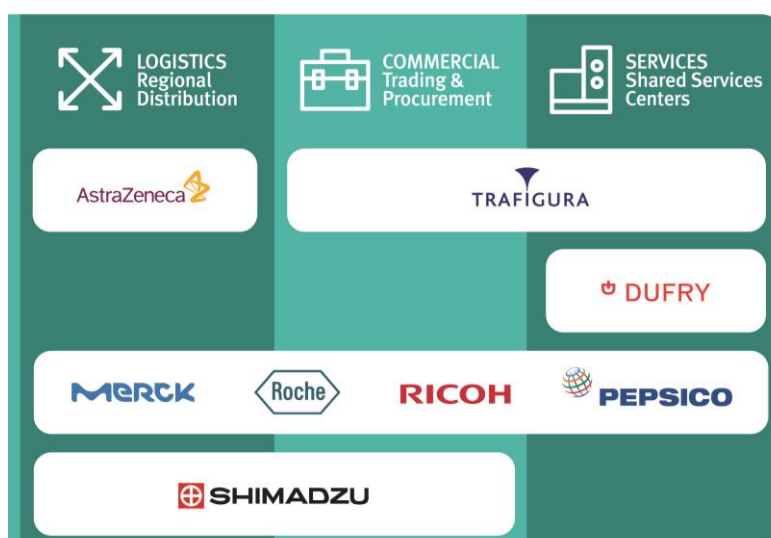 LOGISTICS
Regional
Distribution
COMMERCIAL
Trading &
Procurement
SERVICES
Shared Services
Centers
AstraZeneca
TRAFIGURA
DUFRY
MERCK
Roche
RICOH
PEPSICO
SHIMADZU